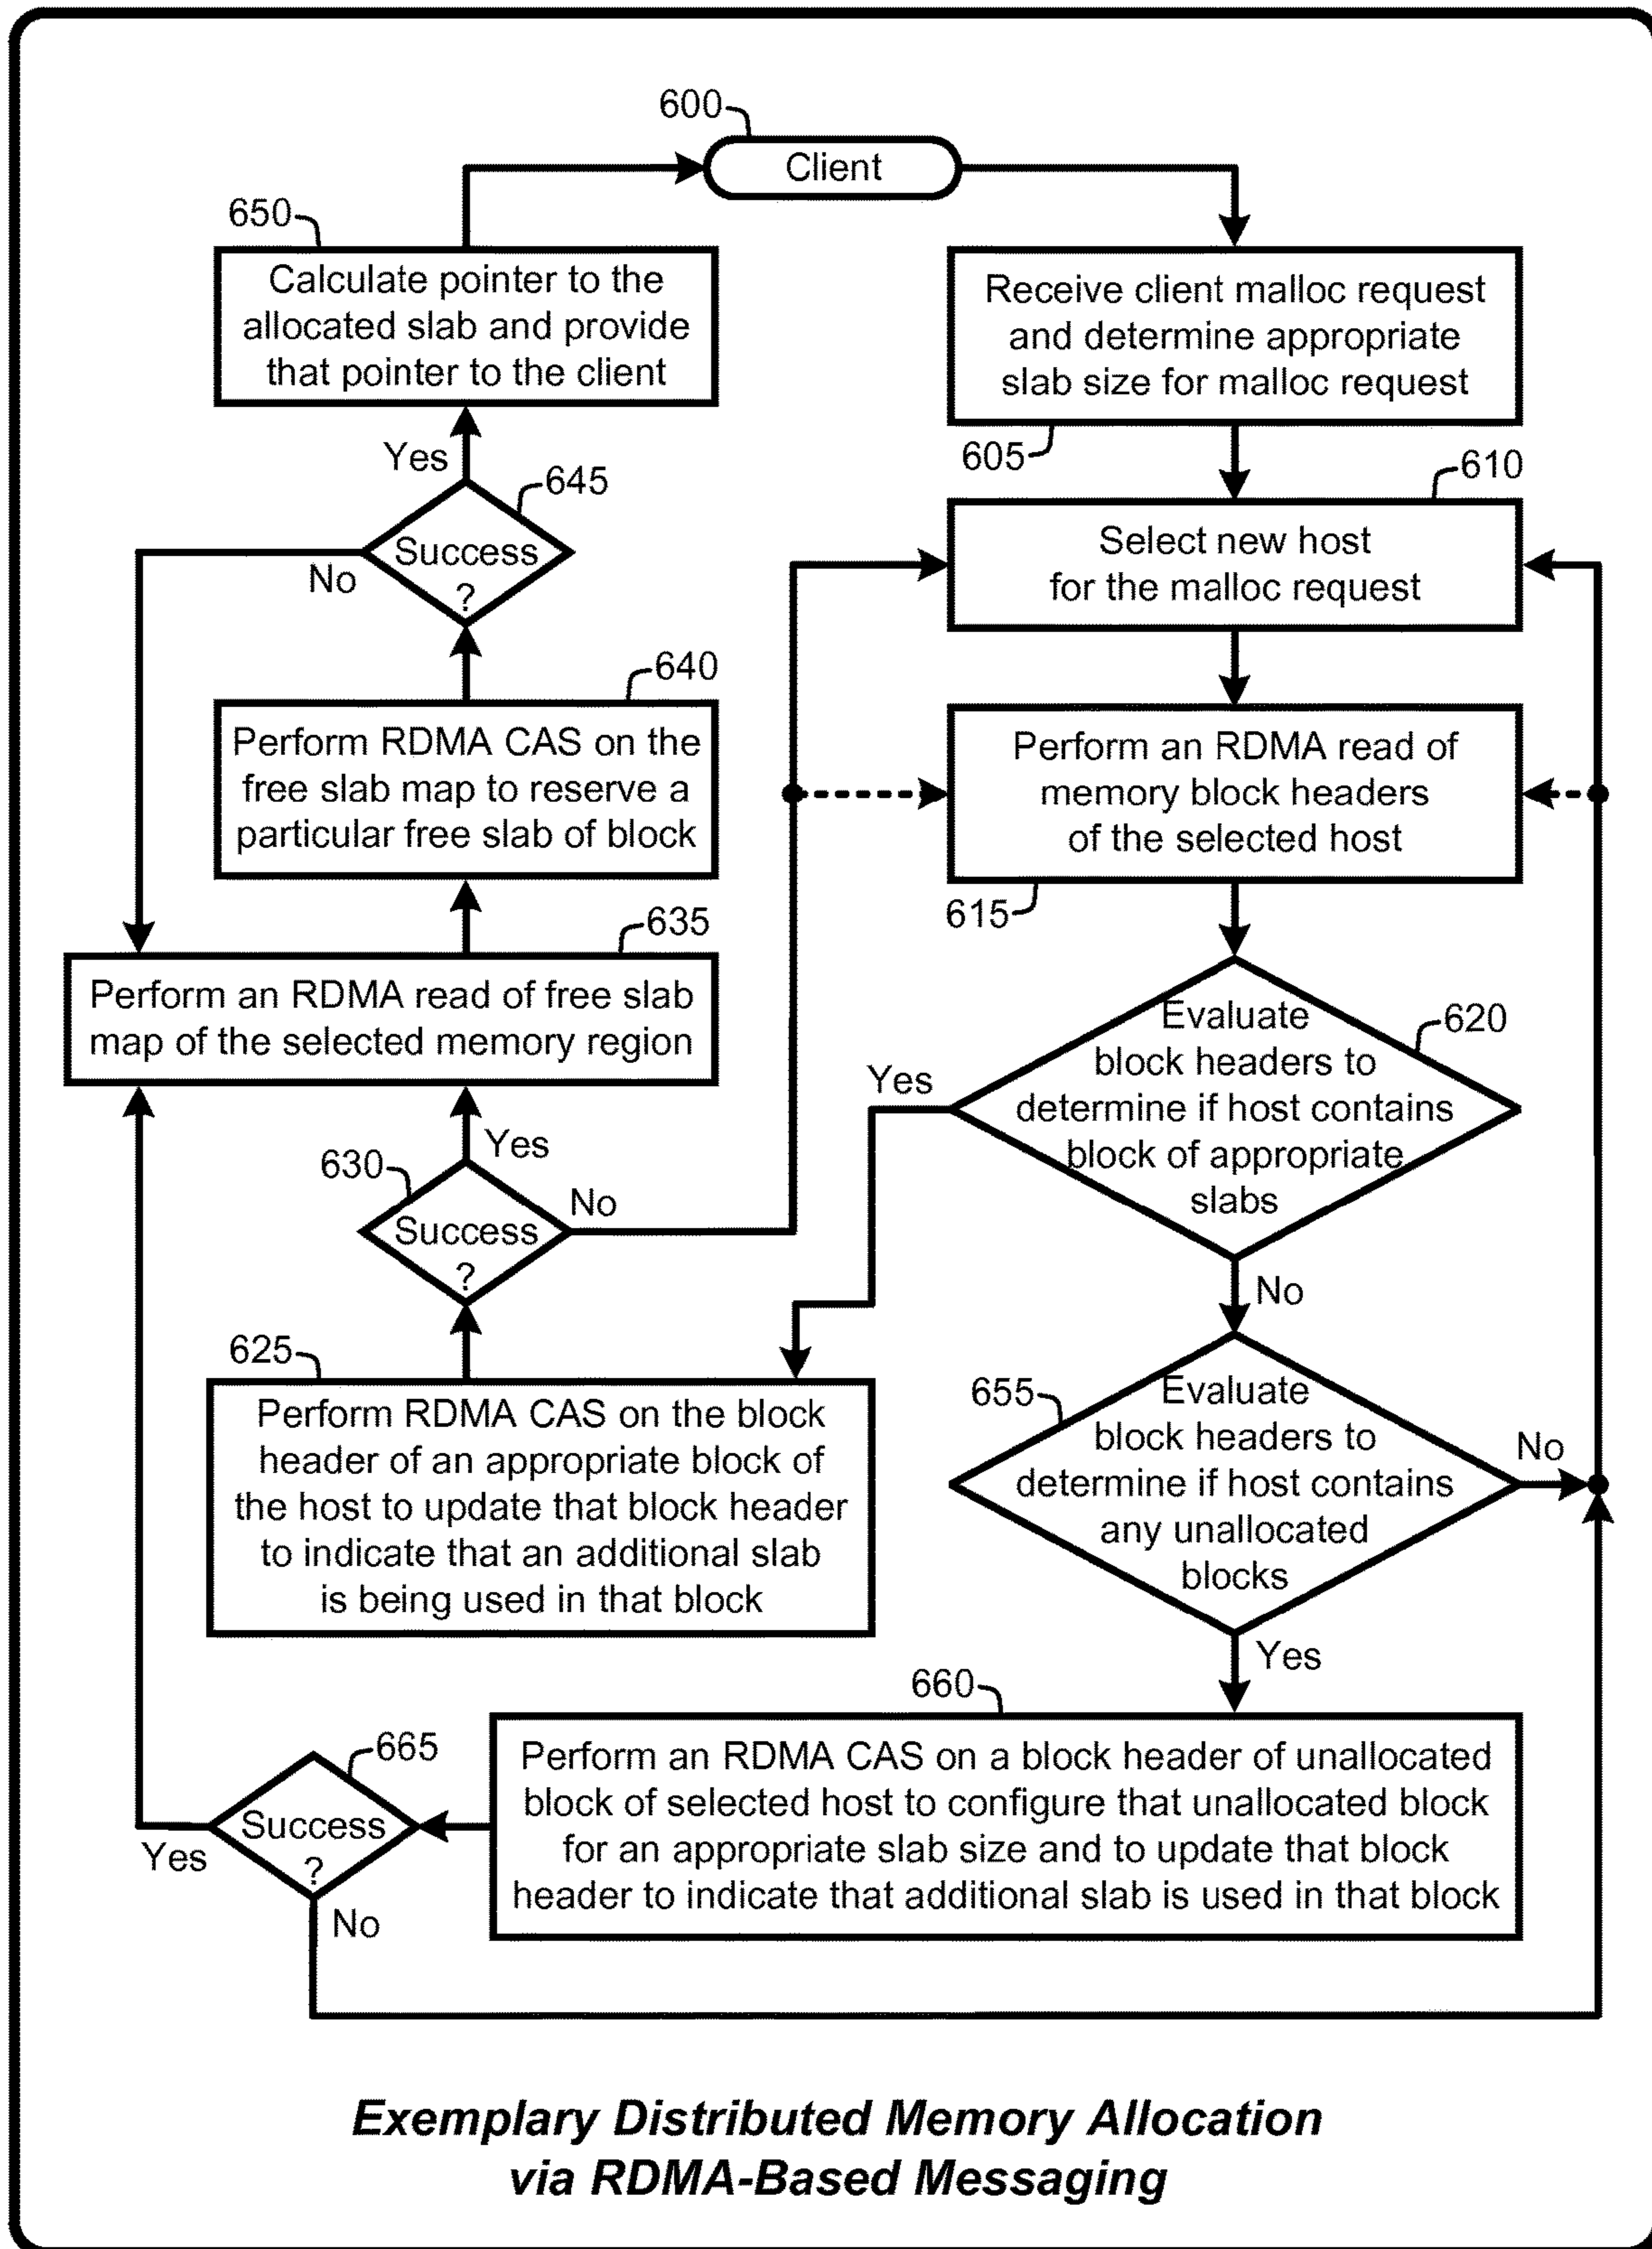 600
Client
650
Calculate pointer to the
allocated slab and provide
that pointer to the client
Receive client malloc request
and determine appropriate
slab size for malloc request
605
Yes
645
Success
?
No
610
Select new host
for the malloc request
640
Perform RDMA CAS on the
free slab map to reserve a
particular free slab of block
Perform an RDMA read of
memory block headers
of the selected host
615
635
Perform an RDMA read of free slab
map of the selected memory region
Evaluate
block headers to
determine if host contains
block of appropriate
slabs
620
Yes
Yes
630
Success
?
No
No
625
Perform RDMA CAS on the block
header of an appropriate block of
the host to update that block header
to indicate that an additional slab
is being used in that block
655
Evaluate
block headers to
determine if host contains
any unallocated
blocks
No
Yes
660
Perform an RDMA CAS on a block header of unallocated
block of selected host to configure that unallocated block
for an appropriate slab size and to update that block
header to indicate that additional slab is used in that block
665
Success
?
Yes
No
Exemplary Distributed Memory Allocation
via RDMA-Based Messaging